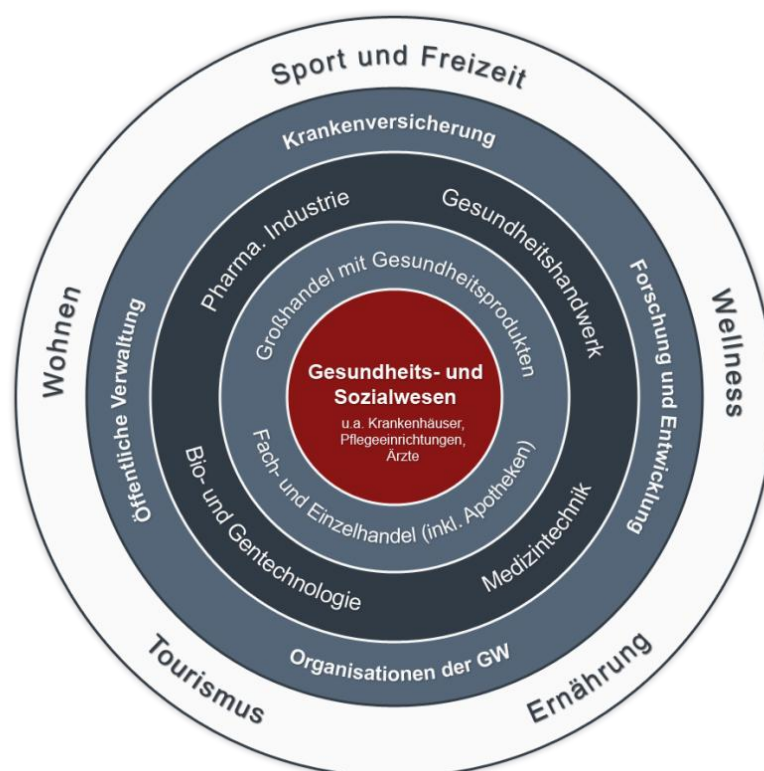 Sport und Freizeit
Krankenversicherung
Pharma. Industrie
Gesundheitshandwerk
Großhandel mit Gesundheitsprodukten
Wohnen
Öffentliche Verwaltung
Gesundheits- und
Sozialwesen
u.a. Krankenhäuser,
Pflegeeinrichtungen,
Ärzte
Forschung und Entwicklung
Wellness
Fach- und Einzelhandel (inkl. Apotheken)
Bio- und Gentechnologie
Medizintechnik
Organisationen der GW
Tourismus
Ernährung